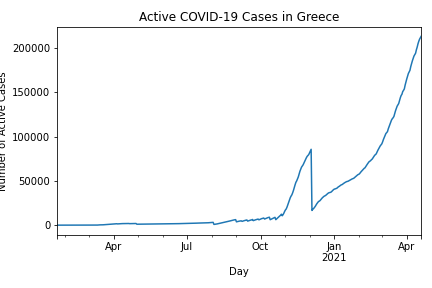 Active COVID-19 Cases in Greece
Number of Active Cases
200000
150000
100000
50000
0
Apr
Jul
Oct
Jan
2021
Apr
Day